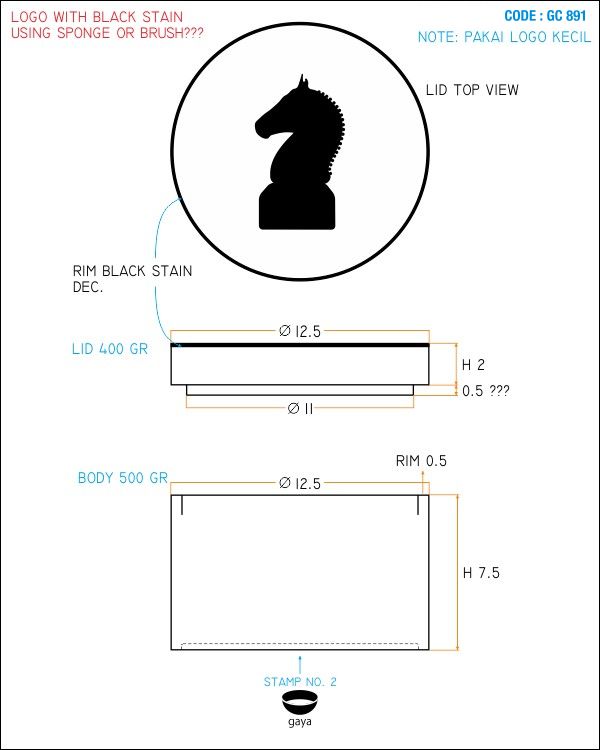 LOGO WITH BLACK STAIN
USING SPONGE OR BRUSH???
CODE : GC 891
NOTE: PAKAI LOGO KECIL
LID TOP VIEW
RIM BLACK STAIN
DEC.
Ø 12.5
LID 400 GR
H 2
0.5 ???
Ø 11
RIM 0.5
BODY 500 GR
Ø 12.5
H 7.5
STAMP NO. 2
gaya